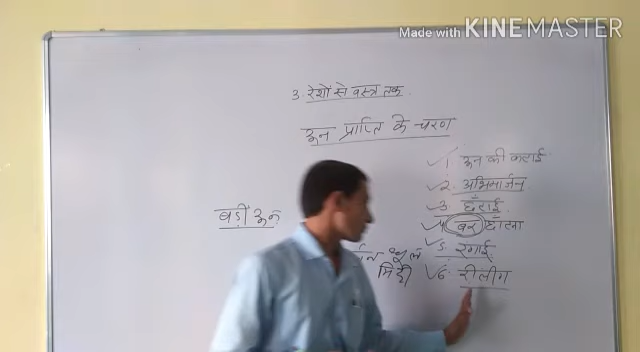 Made with KINEMASTER
3. रेशों से वस्त्र तक.
ऊन प्राप्ति के चरण
1 ऊन की कटाई
2. अभिमार्जन
3. छँटाई
4. बर छाँटना
5. रंगाई
6. रीलींग
बर्डी ऊन
धूल
मिट्टी